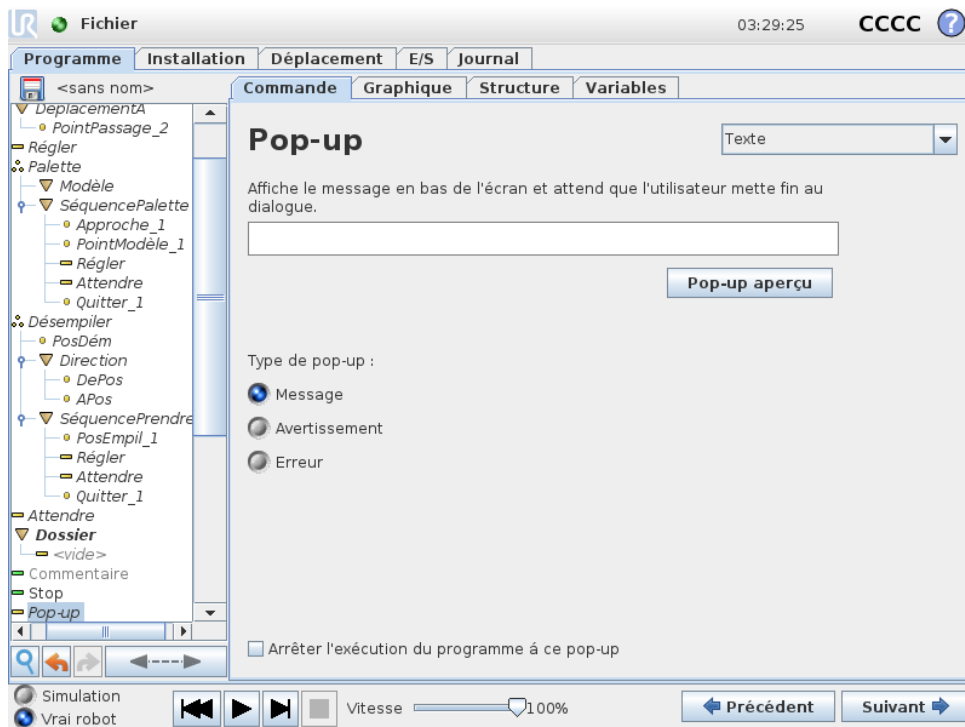 UR Fichier 03:29:25 CCCC ?
Programme Installation Déplacement E/S Journal
<sans nom> Commande Graphique Structure Variables
DéplacementA
PointPassage_2
Régler
Palette
Modèle
SéquencePalette
Approche_1
PointModèle_1
Régler
Attendre
Quitter_1
Désempiler
PosDém
Direction
DePos
APos
SéquencePrendre
PosEmpil_1
Régler
Attendre
Quitter_1
Attendre
Dossier
<vide>
Commentaire
Stop
Pop-up
Pop-up
Texte
Affiche le message en bas de l'écran et attend que l'utilisateur mette fin au
dialogue.
Pop-up aperçu
Type de pop-up :
Message
Avertissement
Erreur
Arrêter l'exécution du programme á ce pop-up
Simulation
Vrai robot
Vitesse 100%
Précédent Suivant